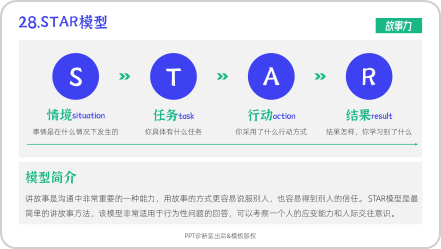 28.STAR模型
故事力
S T A R
情境situation 任务task 行动action 结果result
事情是在什么情况下发生的 你具体有什么任务 你采用了什么行动方式 结果怎样，你学习到了什么
模型简介
讲故事是沟通中非常重要的一种能力，用故事的方式更容易说服别人，也容易得到别人的信任。STAR模型是最
简单的讲故事方法，该模型非常适用于行为性问题的回答，可以考察一个人的应变能力和人际交往意识。
PPT诊断室出品&模板版权